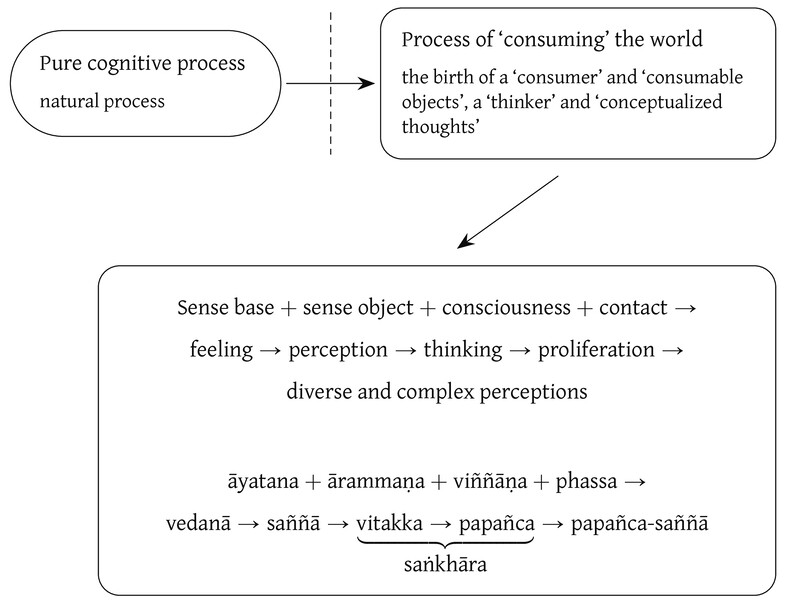 Pure cognitive process
natural process
Process of ‘consuming’ the world
the birth of a ‘consumer’ and ‘consumable
objects’, a ‘thinker’ and ‘conceptualized
thoughts’
Sense base + sense object + consciousness + contact →
feeling → perception → thinking → proliferation →
diverse and complex perceptions
āyatana + ārammaṇa + viññāṇa + phassa →
vedanā → saññā → vitakka → papañca → papañca-saññā
saṅkhāra